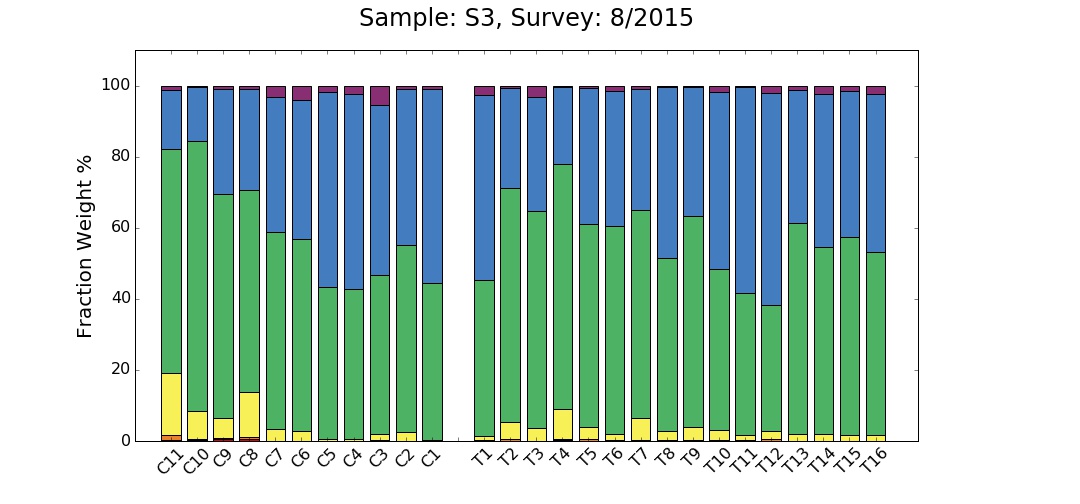 Sample: S3, Survey: 8/2015
Fraction Weight %
100
80
60
40
20
0
C11 C10 C9 C8 C7 C6 C5 C4 C3 C2 C1 T1 T2 T3 T4 T5 T6 T7 T8 T9 T10 T11 T12 T13 T14 T15 T16